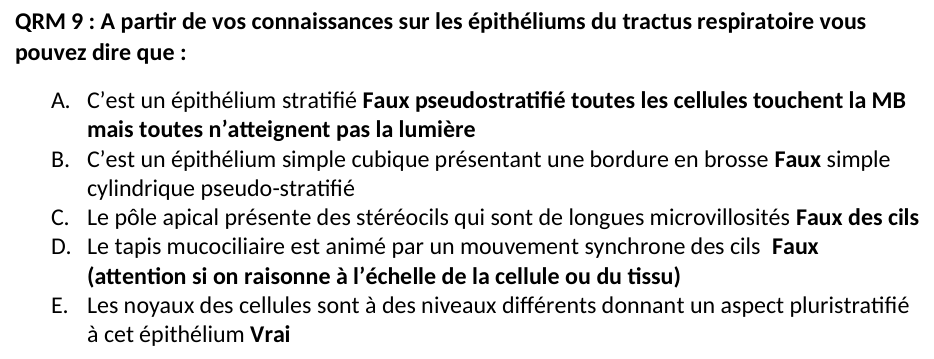 QRM 9 : A partir de vos connaissances sur les épithéliums du tractus respiratoire vous
pouvez dire que :
A. C’est un épithélium stratifié Faux pseudostratifié toutes les cellules touchent la MB
mais toutes n’atteignent pas la lumière
B. C’est un épithélium simple cubique présentant une bordure en brosse Faux simple
cylindrique pseudo-stratifié
C. Le pôle apical présente des stéréocils qui sont de longues microvillosités Faux des cils
D. Le tapis mucociliaire est animé par un mouvement synchrone des cils Faux
(attention si on raisonne à l’échelle de la cellule ou du tissu)
E. Les noyaux des cellules sont à des niveaux différents donnant un aspect pluristratifié
à cet épithélium Vrai